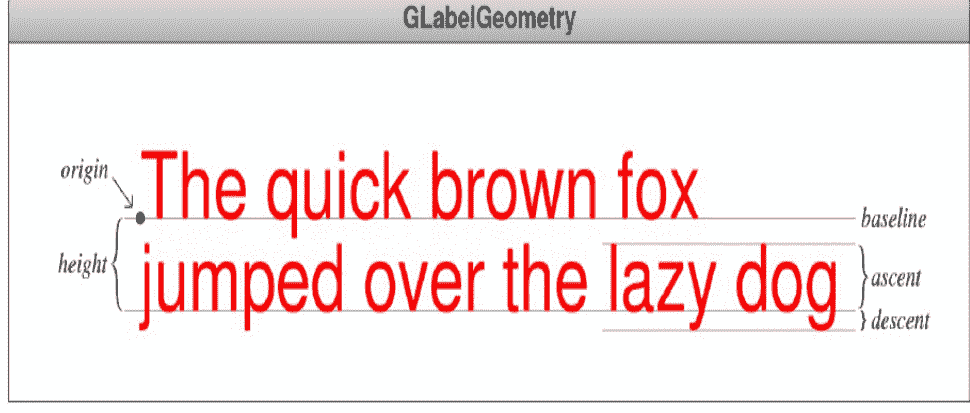 GLabelGeometry
origin
The quick brown fox
baseline
height
jumped over the lazy dog
ascent
descent